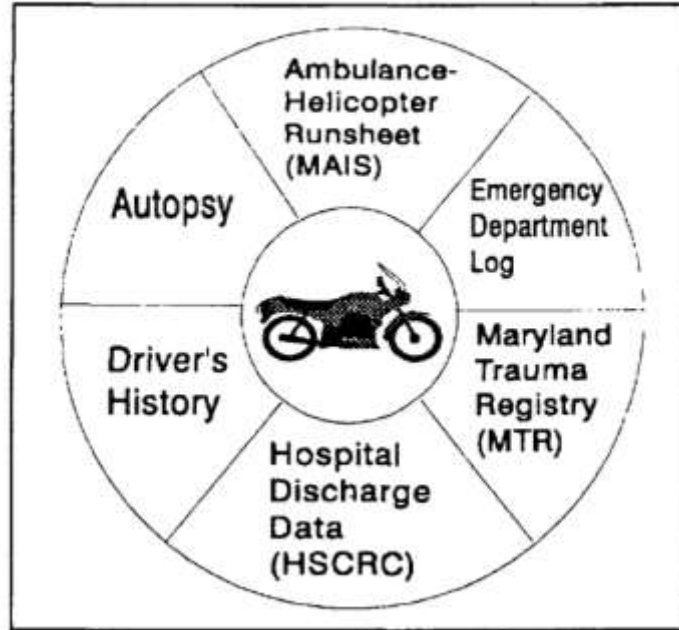 Ambulance-
Helicopter
Runsheet
(MAIS)
Emergency
Department
Log
Maryland
Trauma
Registry
(MTR)
Hospital
Discharge
Data
(HSCRC)
Driver's
History
Autopsy